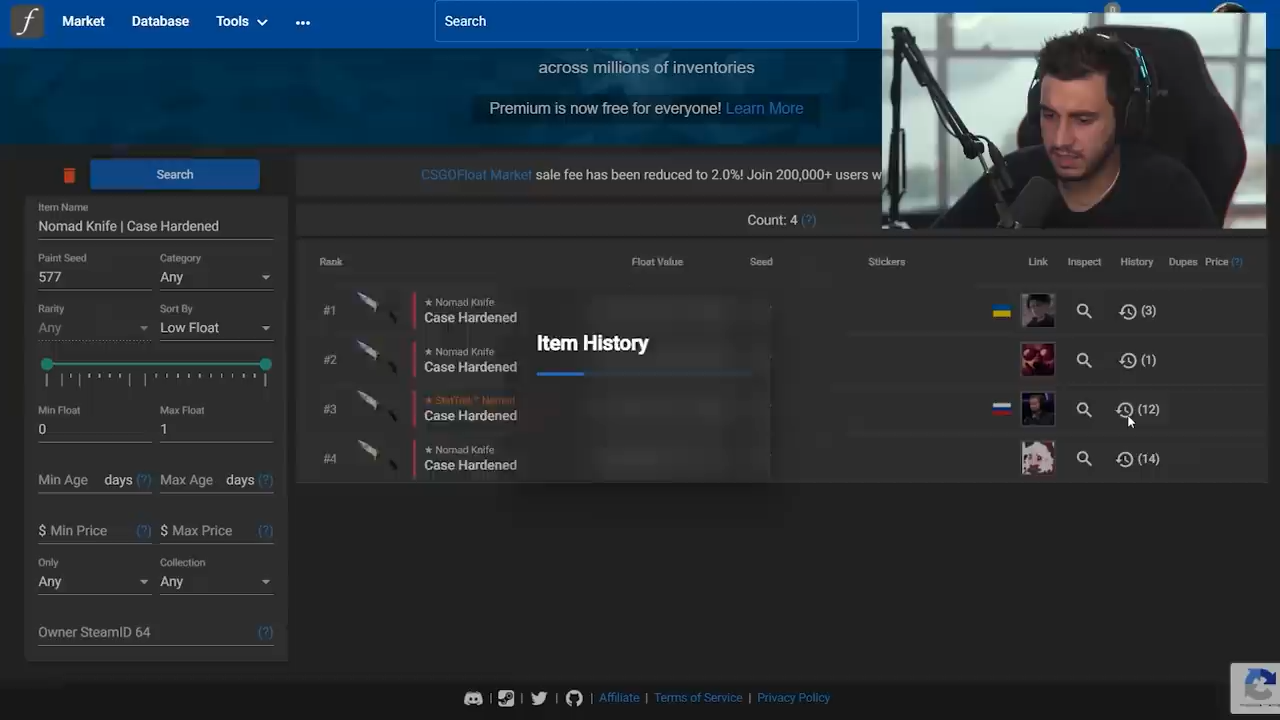 f Market Database Tools ••• Search
0
across millions of inventories
Premium is now free for everyone! Learn More
Search
CSGOFloat Market sale fee has been reduced to 2.0%! Join 200,000+ users w
Item Name
Nomad Knife | Case Hardened
Count: 4 (?)
Paint Seed Category
577 Any
Rarity Sort By
Any Low Float
Min Float Max Float
0 1
Min Age days (?) Max Age days (?)
$ Min Price (?) $ Max Price (?)
Only Collection
Any Any
Owner SteamID 64 (?)
Rank Float Value Seed Stickers Link Inspect History Dupes Price (?)
#1 ★ Nomad Knife
Case Hardened (3)
#2 ★ Nomad Knife
Case Hardened (1)
#3 ★ StatTrak™ Nomad
Case Hardened (12)
#4 ★ Nomad Knife
Case Hardened (14)
Item History
| | | | Affiliate | Terms of Service | Privacy Policy